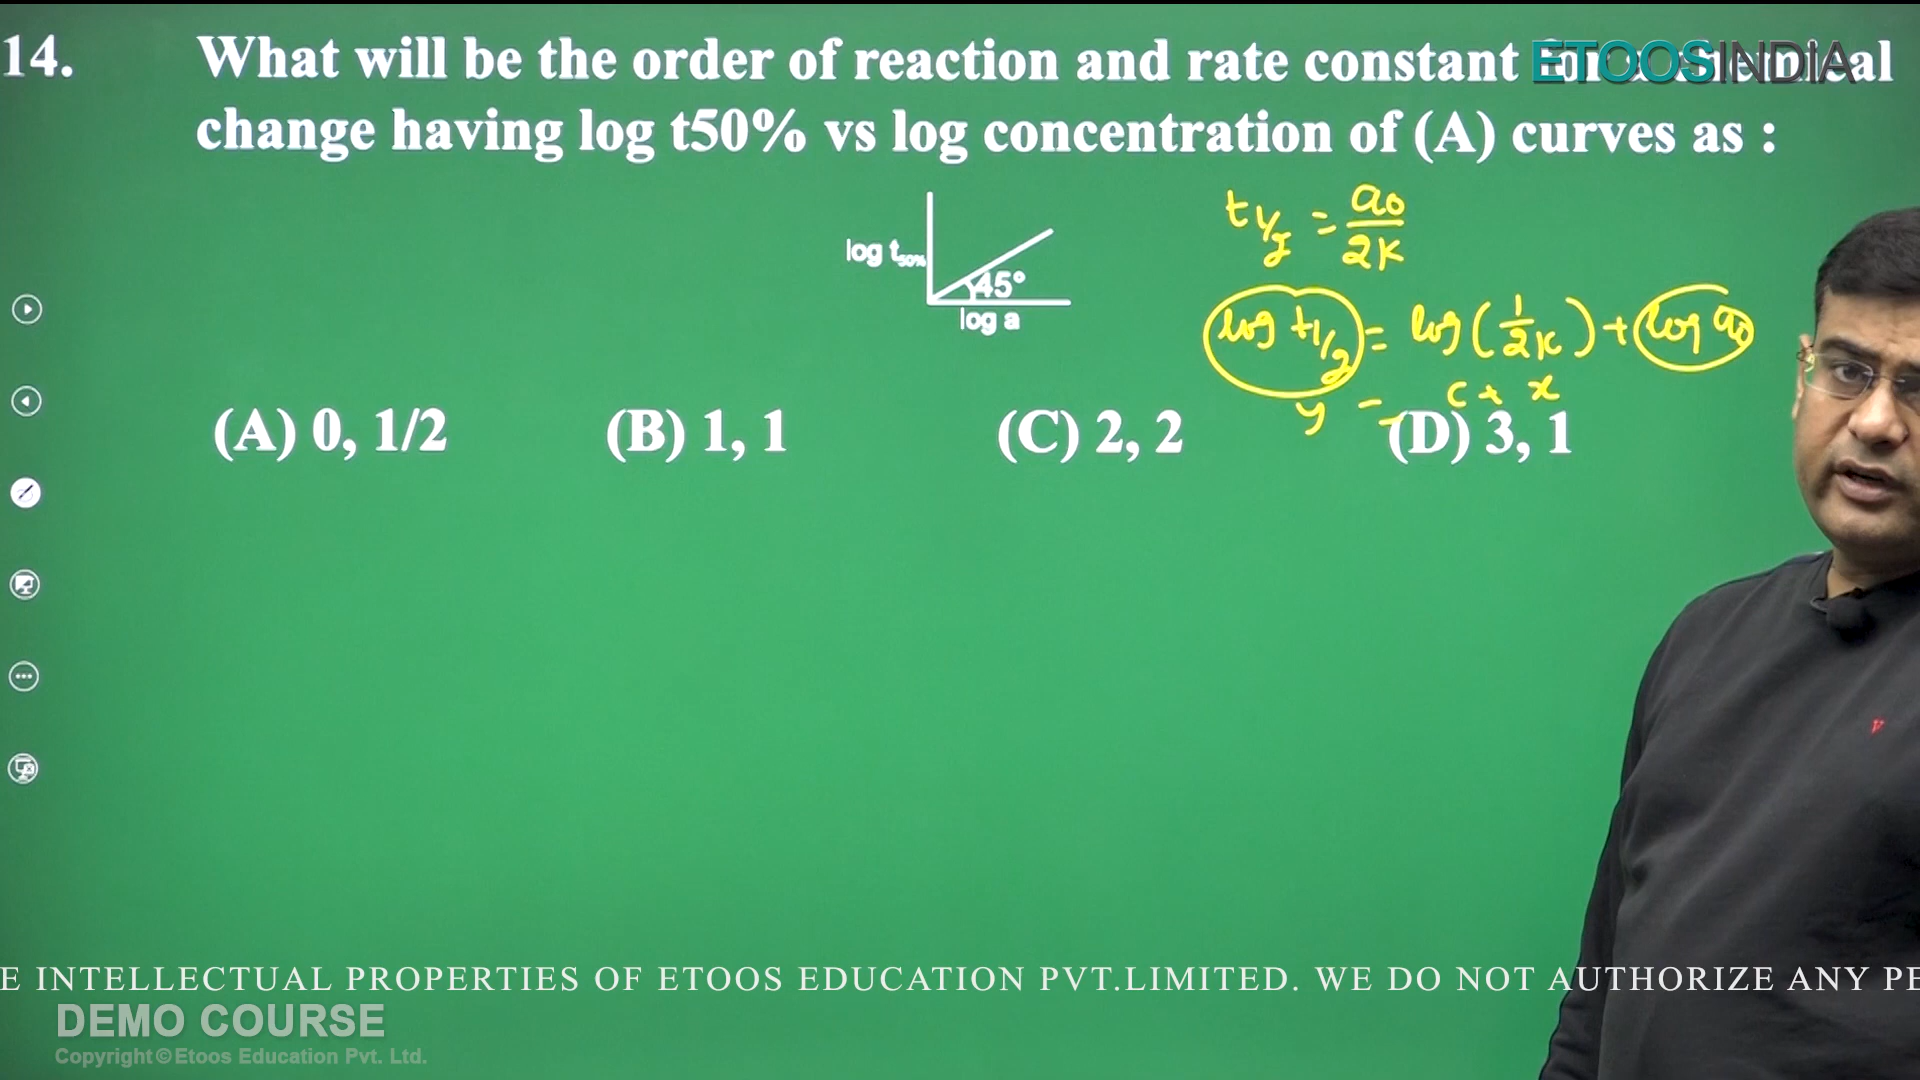 14. What will be the order of reaction and rate constant for a chemical
ETOOSINDIA
change having log t50% vs log concentration of (A) curves as :
log t50%
45°
log a
t1/2 = a0/2K
log t1/2 = log (1/2K) + log a0
y = c + x
(A) 0, 1/2 (B) 1, 1 (C) 2, 2 (D) 3, 1
E INTELLECTUAL PROPERTIES OF ETOOS EDUCATION PVT.LIMITED. WE DO NOT AUTHORIZE ANY PE
DEMO COURSE
Copyright © Etoos Education Pvt. Ltd.